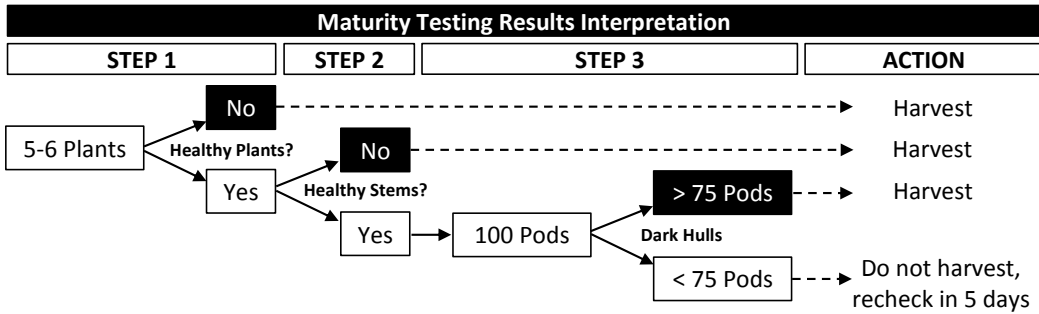 Maturity Testing Results Interpretation
STEP 1
STEP 2
STEP 3
ACTION
No
Harvest
5-6 Plants
Healthy Plants?
No
Harvest
Yes
Healthy Stems?
> 75 Pods
Harvest
Yes
100 Pods
Dark Hulls
< 75 Pods
Do not harvest,
recheck in 5 days